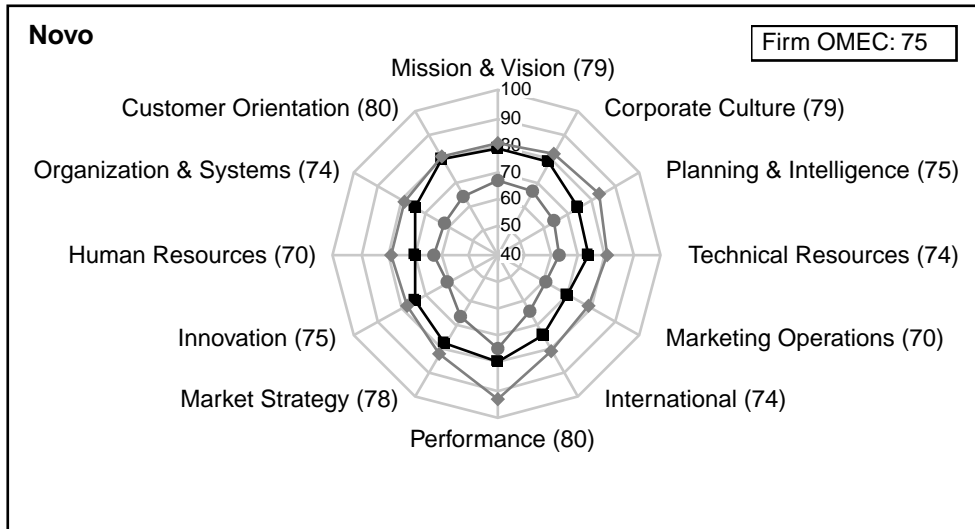 Novo
Firm OMEC: 75
Mission & Vision (79)
Customer Orientation (80)
Corporate Culture (79)
Organization & Systems (74)
Planning & Intelligence (75)
Human Resources (70)
Technical Resources (74)
Innovation (75)
Marketing Operations (70)
Market Strategy (78)
International (74)
Performance (80)
100
90
80
70
60
50
40